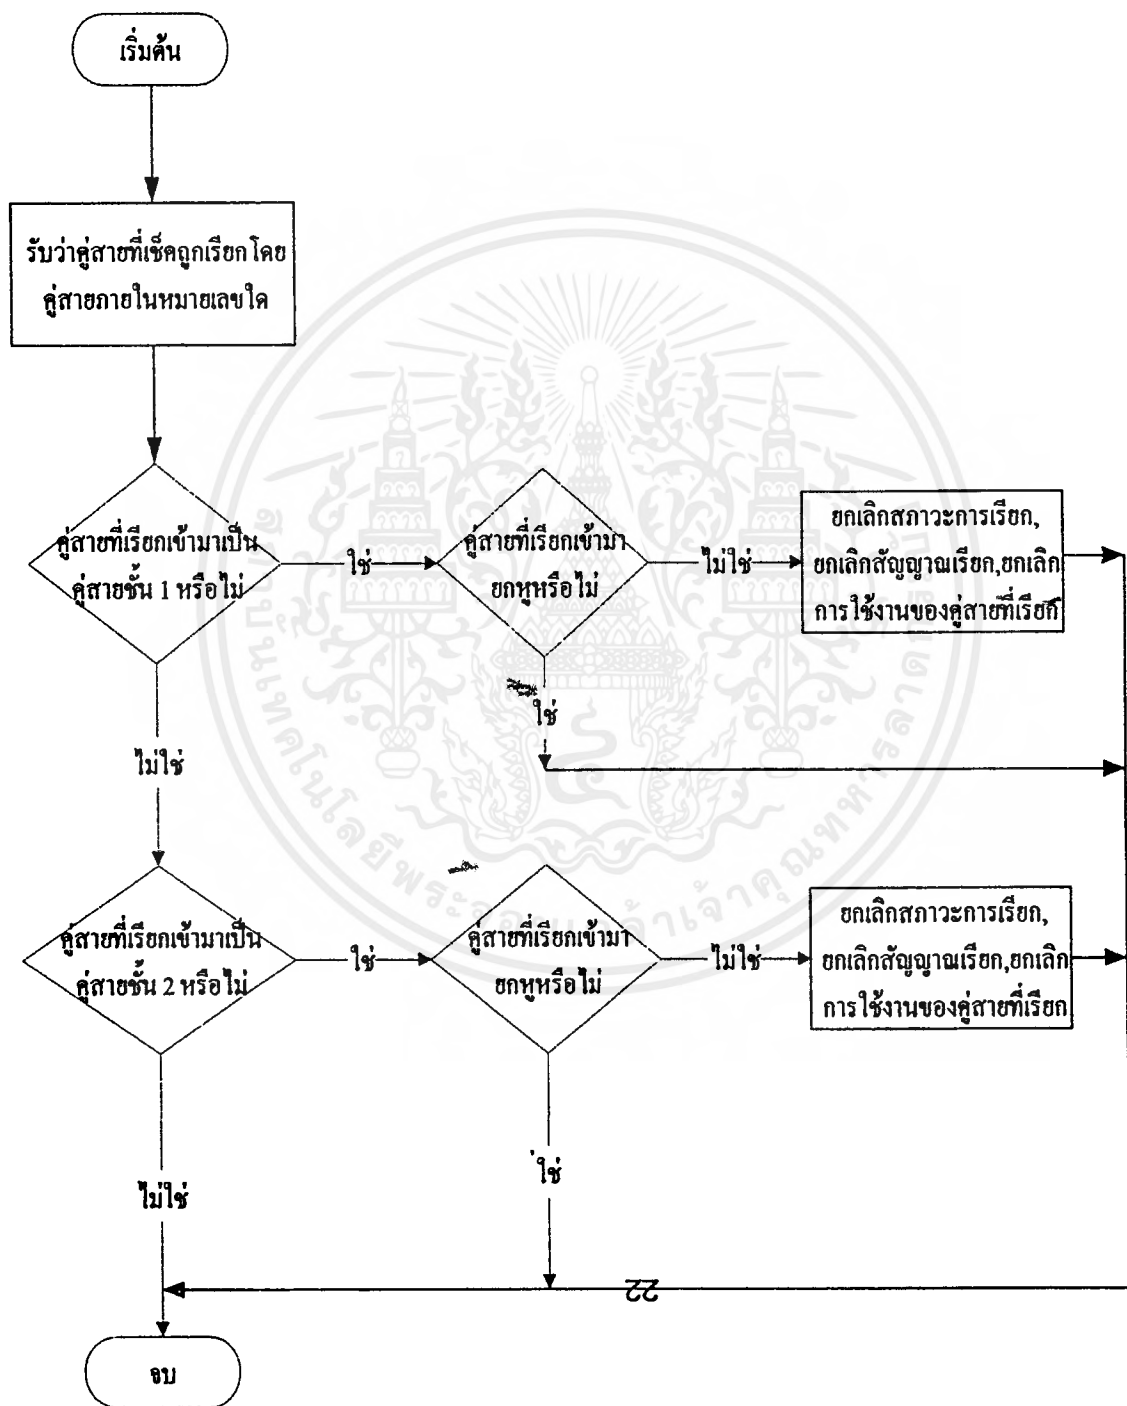 เริ่มต้น
รับว่าคู่สายที่เช็คถูกเรียกโดย
คู่สายภายในหมายเลขใด
คู่สายที่เรียกเข้ามาเป็น
คู่สายชั้น 1 หรือไม่
ใช่
คู่สายที่เรียกเข้ามา
ยกหูหรือไม่
ไม่ใช่
ยกเลิกสภาวะการเรียก,
ยกเลิกสัญญาณเรียก,ยกเลิก
การใช้งานของคู่สายที่เรียก
ใช่
ไม่ใช่
คู่สายที่เรียกเข้ามาเป็น
คู่สายชั้น 2 หรือไม่
ใช่
คู่สายที่เรียกเข้ามา
ยกหูหรือไม่
ไม่ใช่
ยกเลิกสภาวะการเรียก,
ยกเลิกสัญญาณเรียก,ยกเลิก
การใช้งานของคู่สายที่เรียก
ใช่
ไม่ใช่
22
จบ